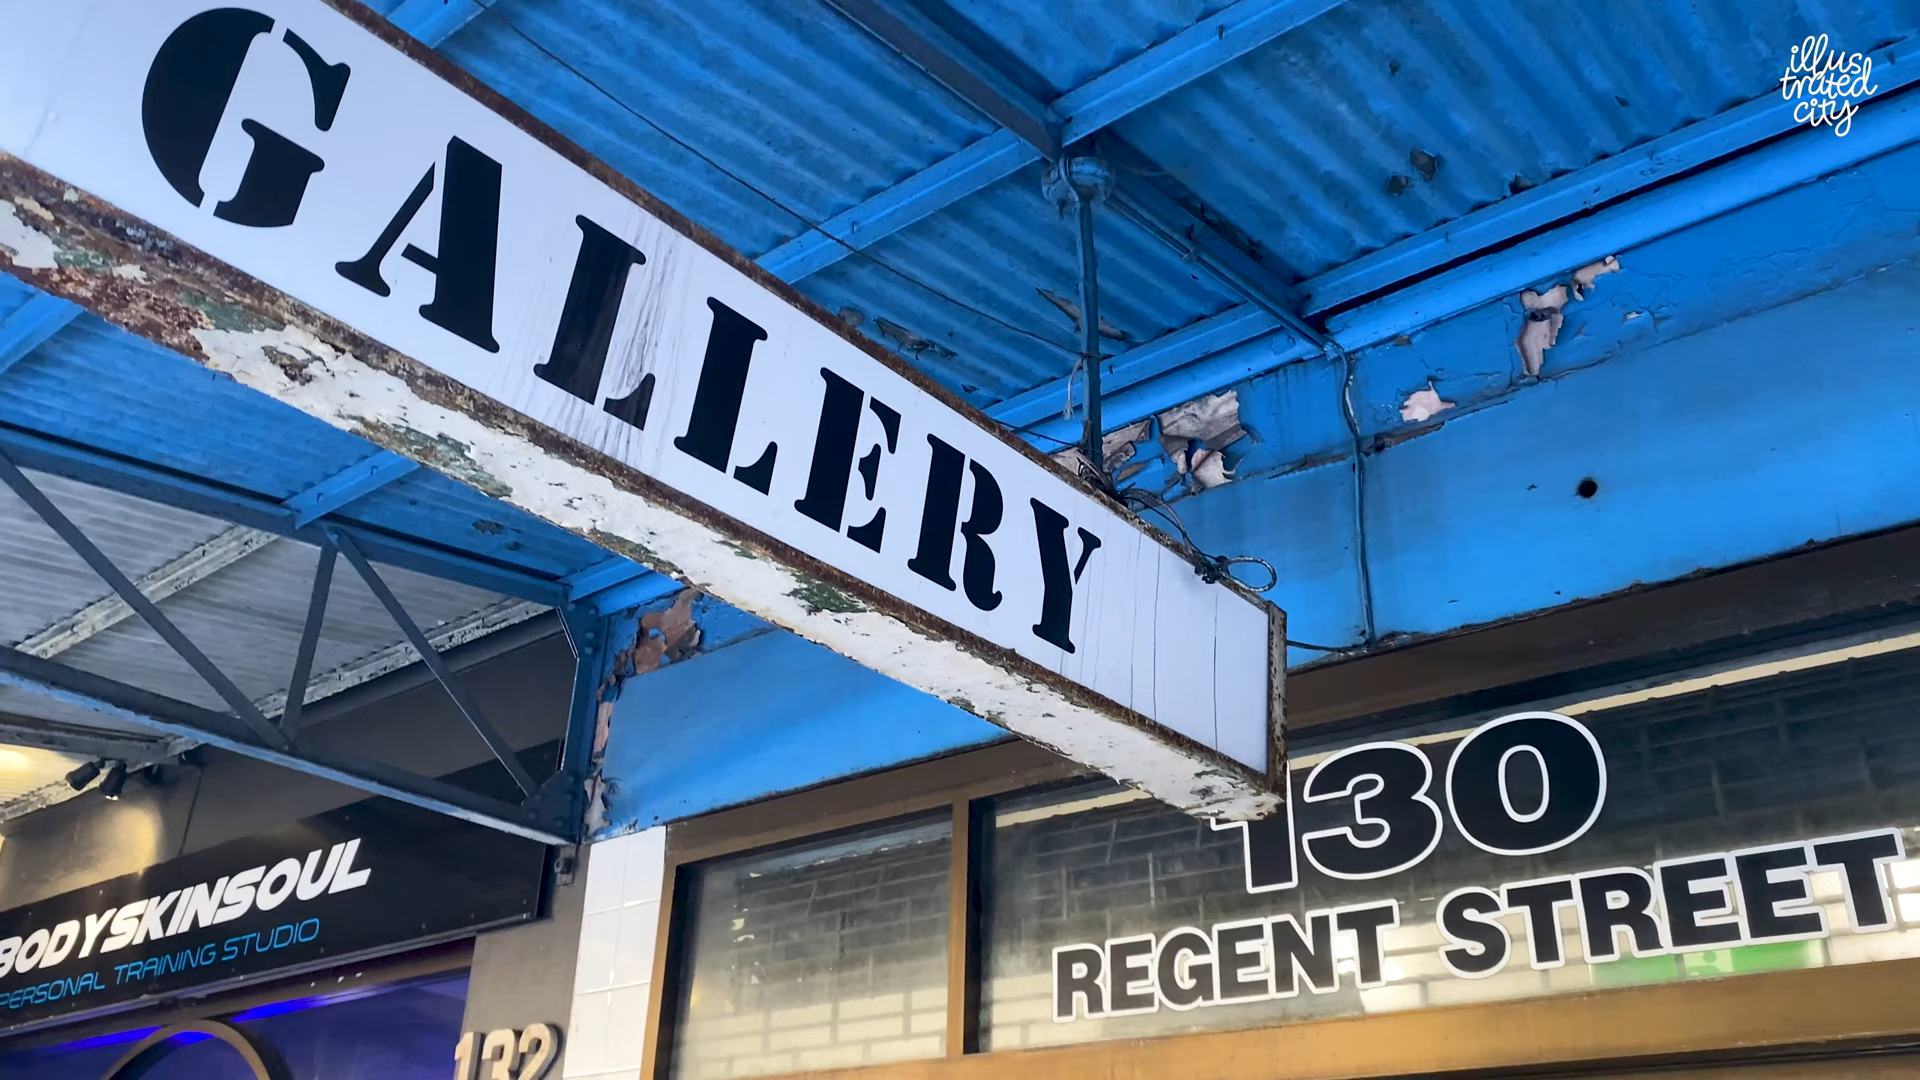 illus
trated
city
GALLERY
130
REGENT STREET
BODYSKINSOUL
PERSONAL TRAINING STUDIO
132